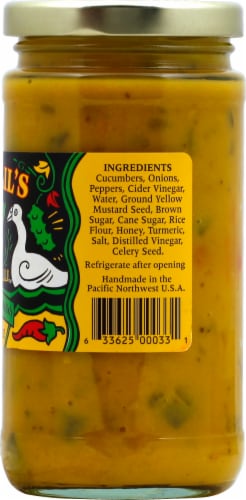 IL'S
INGREDIENTS
Cucumbers, Onions,
Peppers, Cider Vinegar,
Water, Ground Yellow
Mustard Seed, Brown
Sugar, Cane Sugar, Rice
Flour, Honey, Turmeric,
Salt, Distilled Vinegar,
Celery Seed.
Refrigerate after opening
Handmade in the
Pacific Northwest U.S.A.
6 33625 00033 1